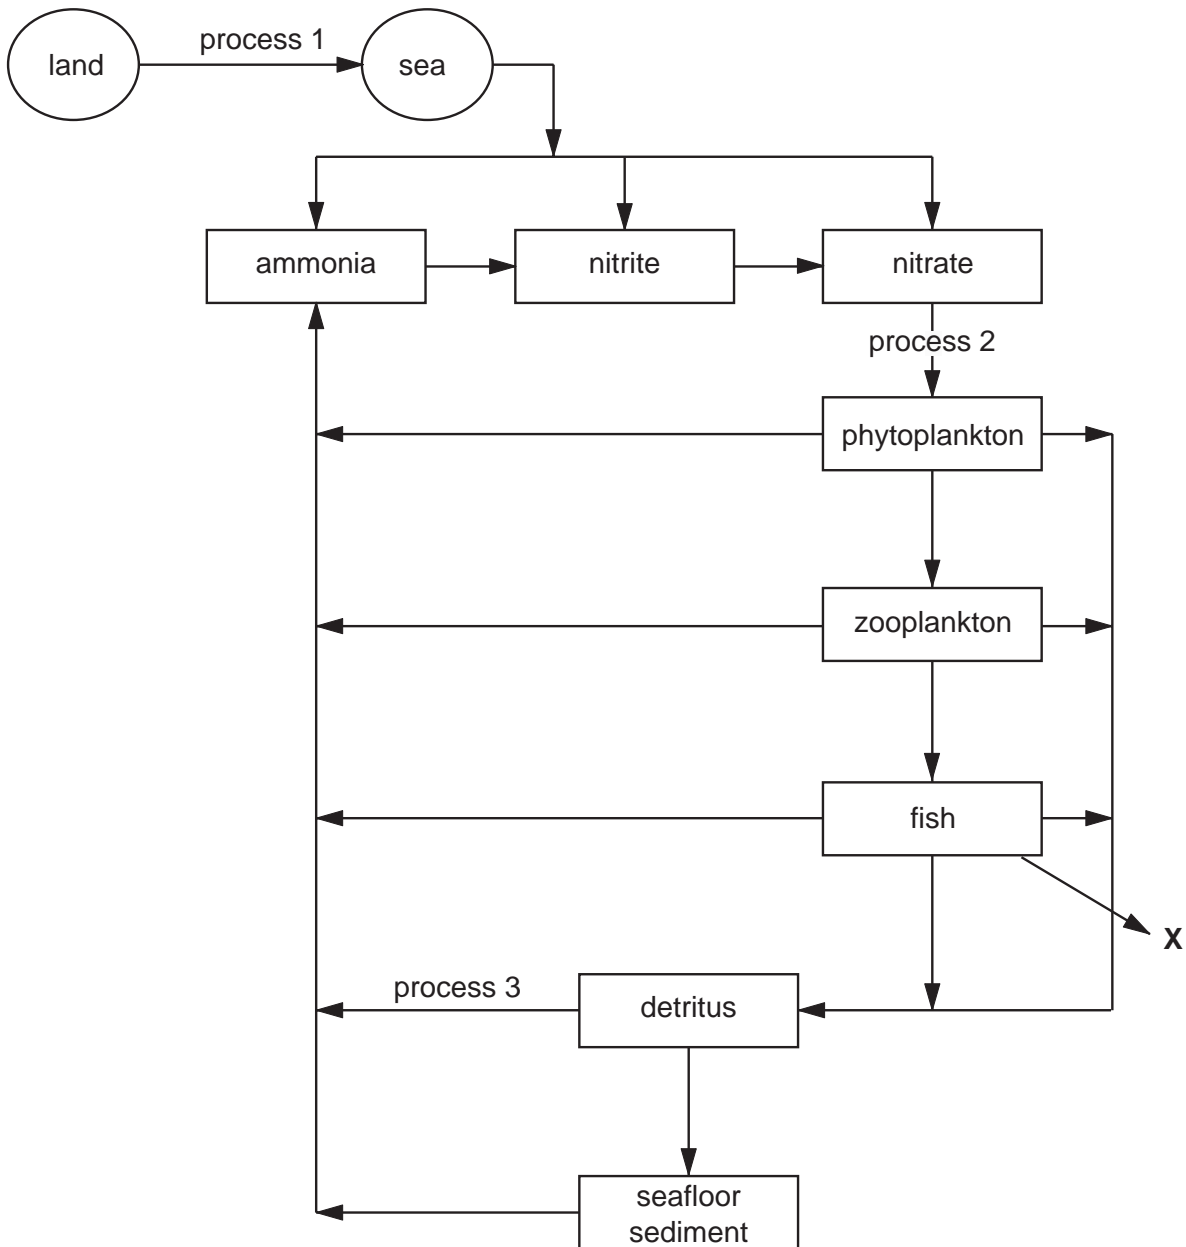 process 1
land
sea
ammonia
nitrite
nitrate
process 2
phytoplankton
zooplankton
fish
X
process 3
detritus
seafloor
sediment